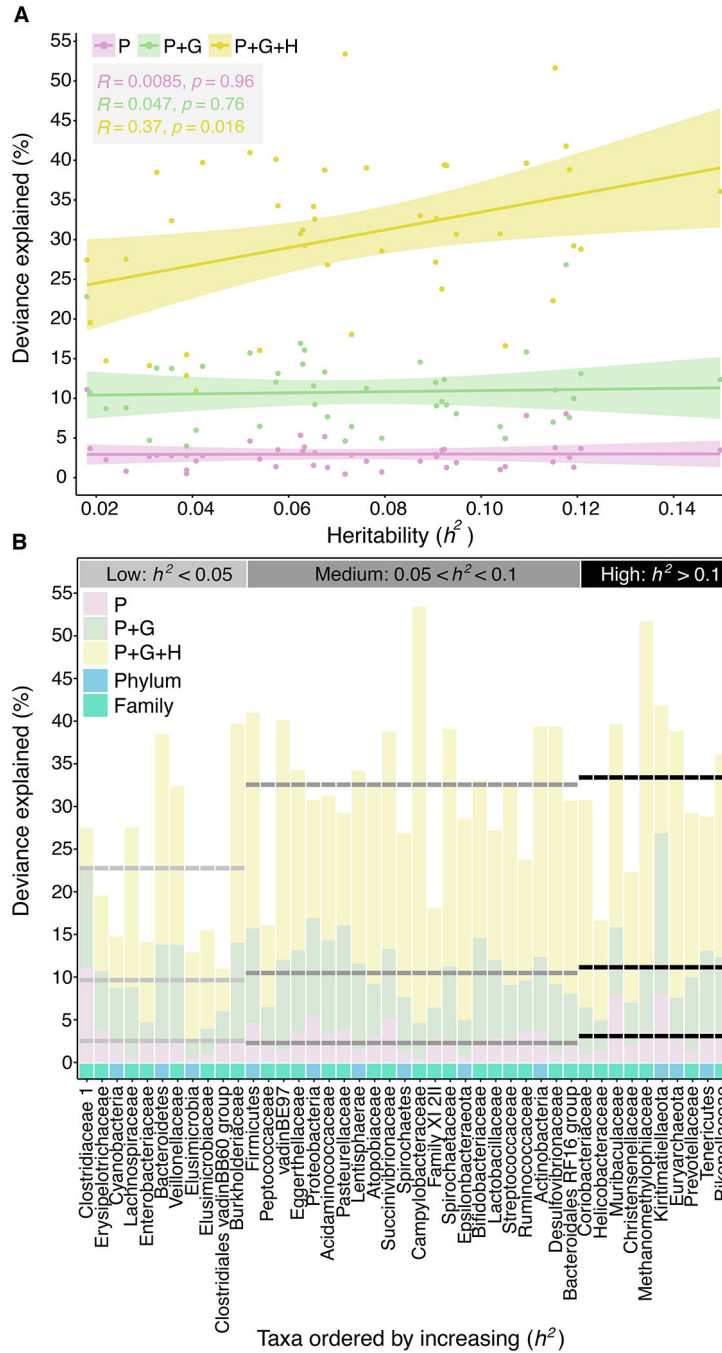 A
P P+G P+G+H
R = 0.0085, p = 0.96
R = 0.047, p = 0.76
R = 0.37, p = 0.016
55
50
45
40
35
30
25
20
15
10
5
0
Deviance explained (%)
0.02 0.04 0.06 0.08 0.10 0.12 0.14
Heritability (h²)
B
Low: h² < 0.05 Medium: 0.05 < h² < 0.1 High: h² > 0.1
P
P+G
P+G+H
Phylum
Family
55
50
45
40
35
30
25
20
15
10
5
0
Deviance explained (%)
Clostridiaceae 1
Erysipelotrichaceae
Cyanobacteria
Lachnospiraceae
Enterobacteriaceae
Bacteroidetes
Veillonellaceae
Elusimicrobia
Elusimicrobiaceae
Clostridiales vadinBB60 group
Burkholderiaceae
Firmicutes
Peptococcaceae
vadinBE97
Eggerthellaceae
Proteobacteria
Acidaminococcaceae
Pasteurellaceae
Lentisphaerae
Atopobiaceae
Succinivibrionaceae
Spirochaetes
Campylobacteraceae
Family XI 2II
Spirochaetaceae
Epsilonbacteraeota
Bifidobacteriaceae
Lactobacillaceae
Streptococcaceae
Ruminococcaceae
Actinobacteria
Desulfovibrionaceae
Bacteroidales RF16 group
Coriobacteriaceae
Helicobacteraceae
Muribaculaceae
Christensenellaceae
Methanomethylophilaceae
Kiritimatiellaeota
Euryarchaeota
Prevotellaceae
Tenericutes
Rikenellaceae
Taxa ordered by increasing (h²)